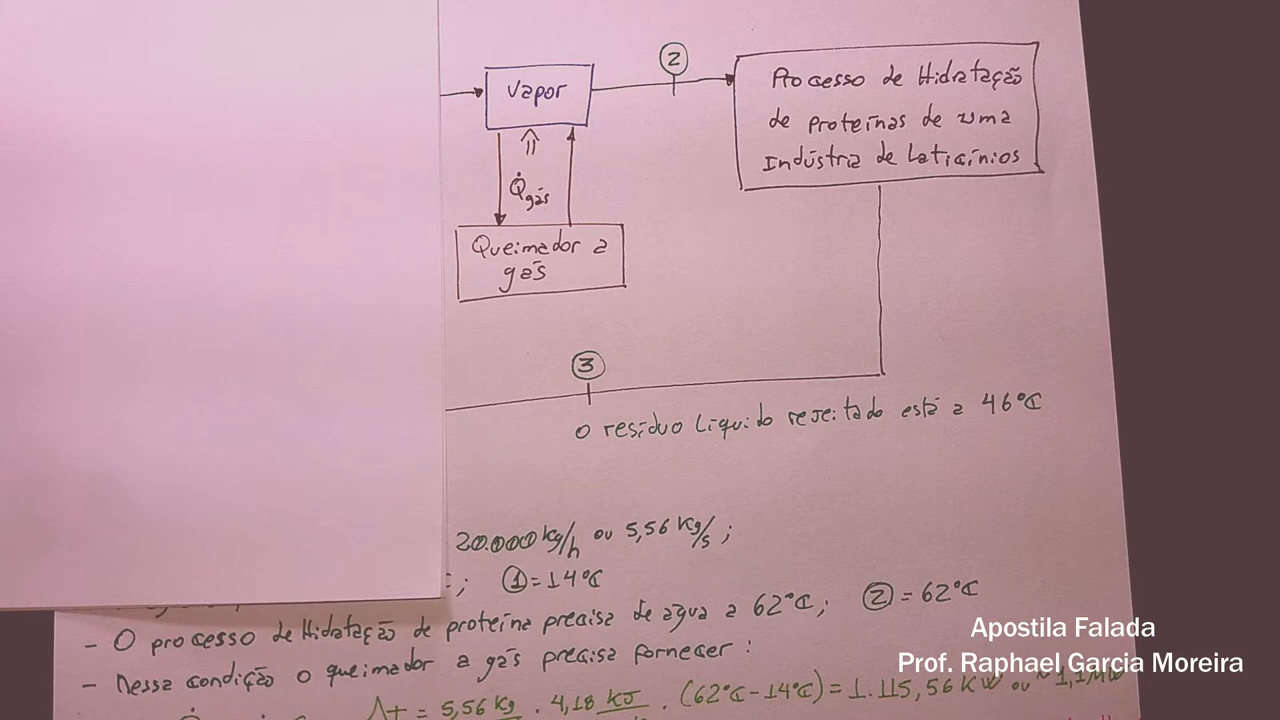 2
Vapor
Processo de Hidratação
de proteínas de uma
Indústria de Laticínios
Q̇gás
Queimador a
gás
3
O resíduo líquido rejeitado está a 46°C
20.000 kg/h ou 5,56 kg/s ;
; 1 = 14°C
- O processo de Hidratação de proteína precisa de água a 62°C ; 2 = 62°C
- Nessa condição o queimador a gás precisa fornecer :
Δt = 5,56 kg . 4,18 kJ . (62°C-14°C) = 1.115,56 KW ou ~ 1,1MW
Apostila Falada
Prof. Raphael Garcia Moreira